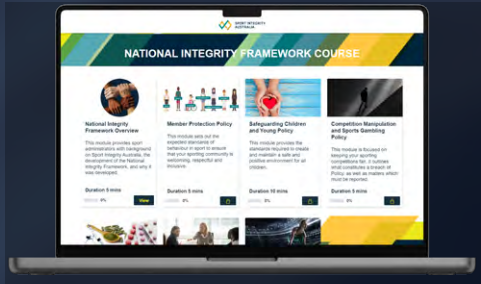 SPORT INTEGRITY
AUSTRALIA
NATIONAL INTEGRITY FRAMEWORK COURSE
National Integrity
Framework Overview
This module provides sport
administrators with background
on Sport Integrity Australia, the
development of the National
Integrity Framework, and why it
was developed.
Duration 5 mins
0%
View
Member Protection Policy
This module sets out the
expected standards of
behaviour in sport to ensure
that your sporting community is
welcoming, respectful and
inclusive.
Duration 5 mins
0%
Safeguarding Children
and Young Policy
This module provides the
standards required to create
and maintain a safe and
positive environment for all
children.
Duration 10 mins
0%
Competition Manipulation
and Sports Gambling
Policy
This module is focused on
keeping your sporting
competitions fair, it outlines
what constitutes a breach of
Policy, as well as matters which
must be reported.
Duration 5 mins
0%